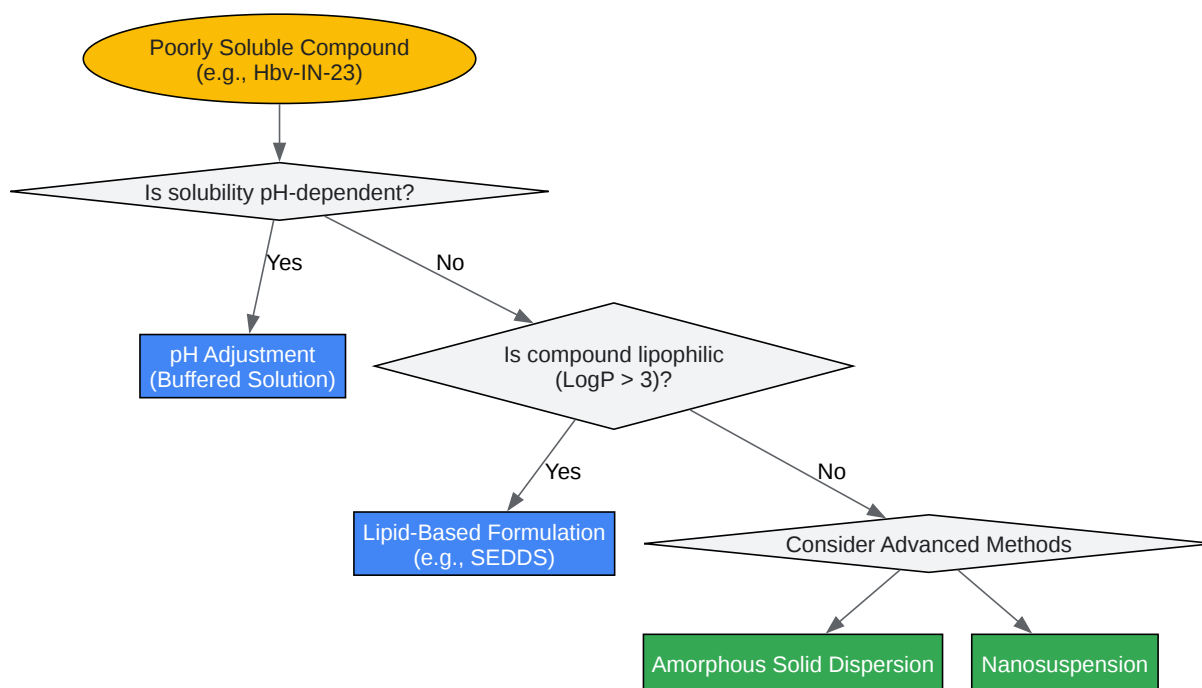 Poorly Soluble Compound
(e.g., Hbv-IN-23)
Is solubility pH-dependent?
Yes
No
pH Adjustment
(Buffered Solution)
Is compound lipophilic
(LogP > 3)?
Yes
No
Lipid-Based Formulation
(e.g., SEDDS)
Consider Advanced Methods
Amorphous Solid Dispersion
Nanosuspension